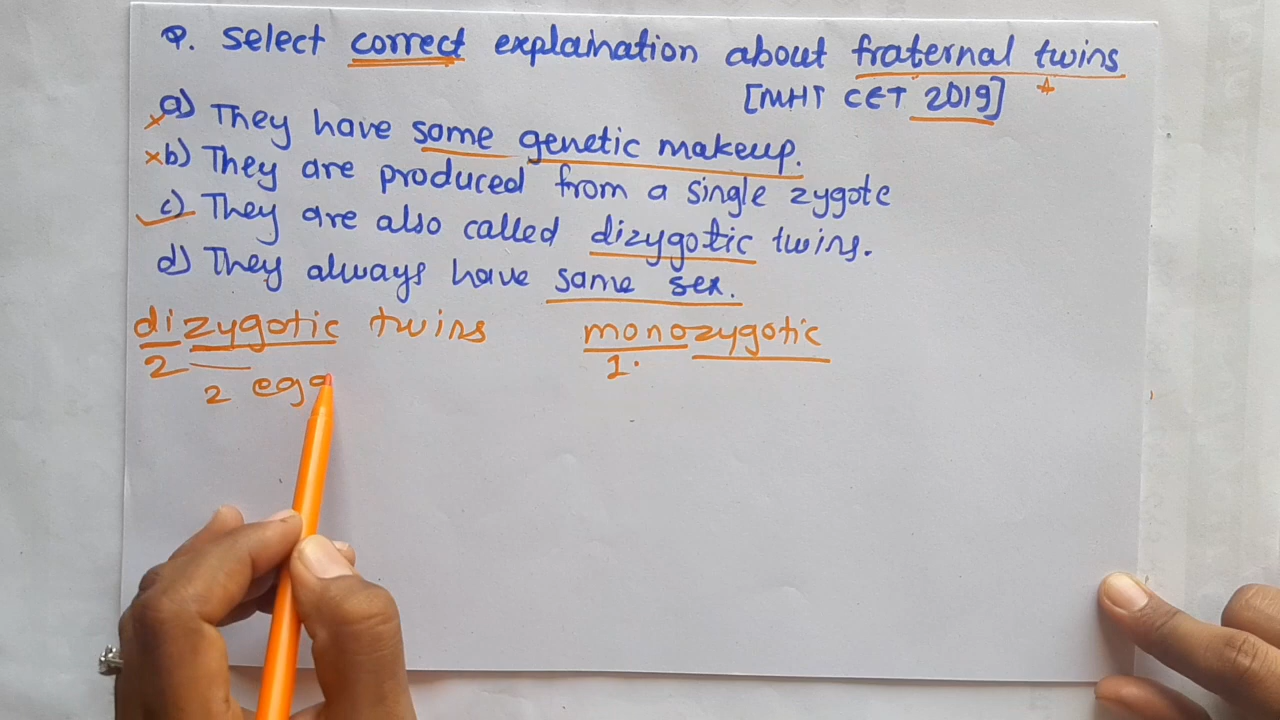 Q. select correct explaination about fraternal twins
[MHT CET 2019]
a) They have same genetic makeup.
b) They are produced from a single zygote
c) They are also called dizygotic twins.
d) They always have same sex.
dizygotic twins monozygotic
2 1.
2 egg